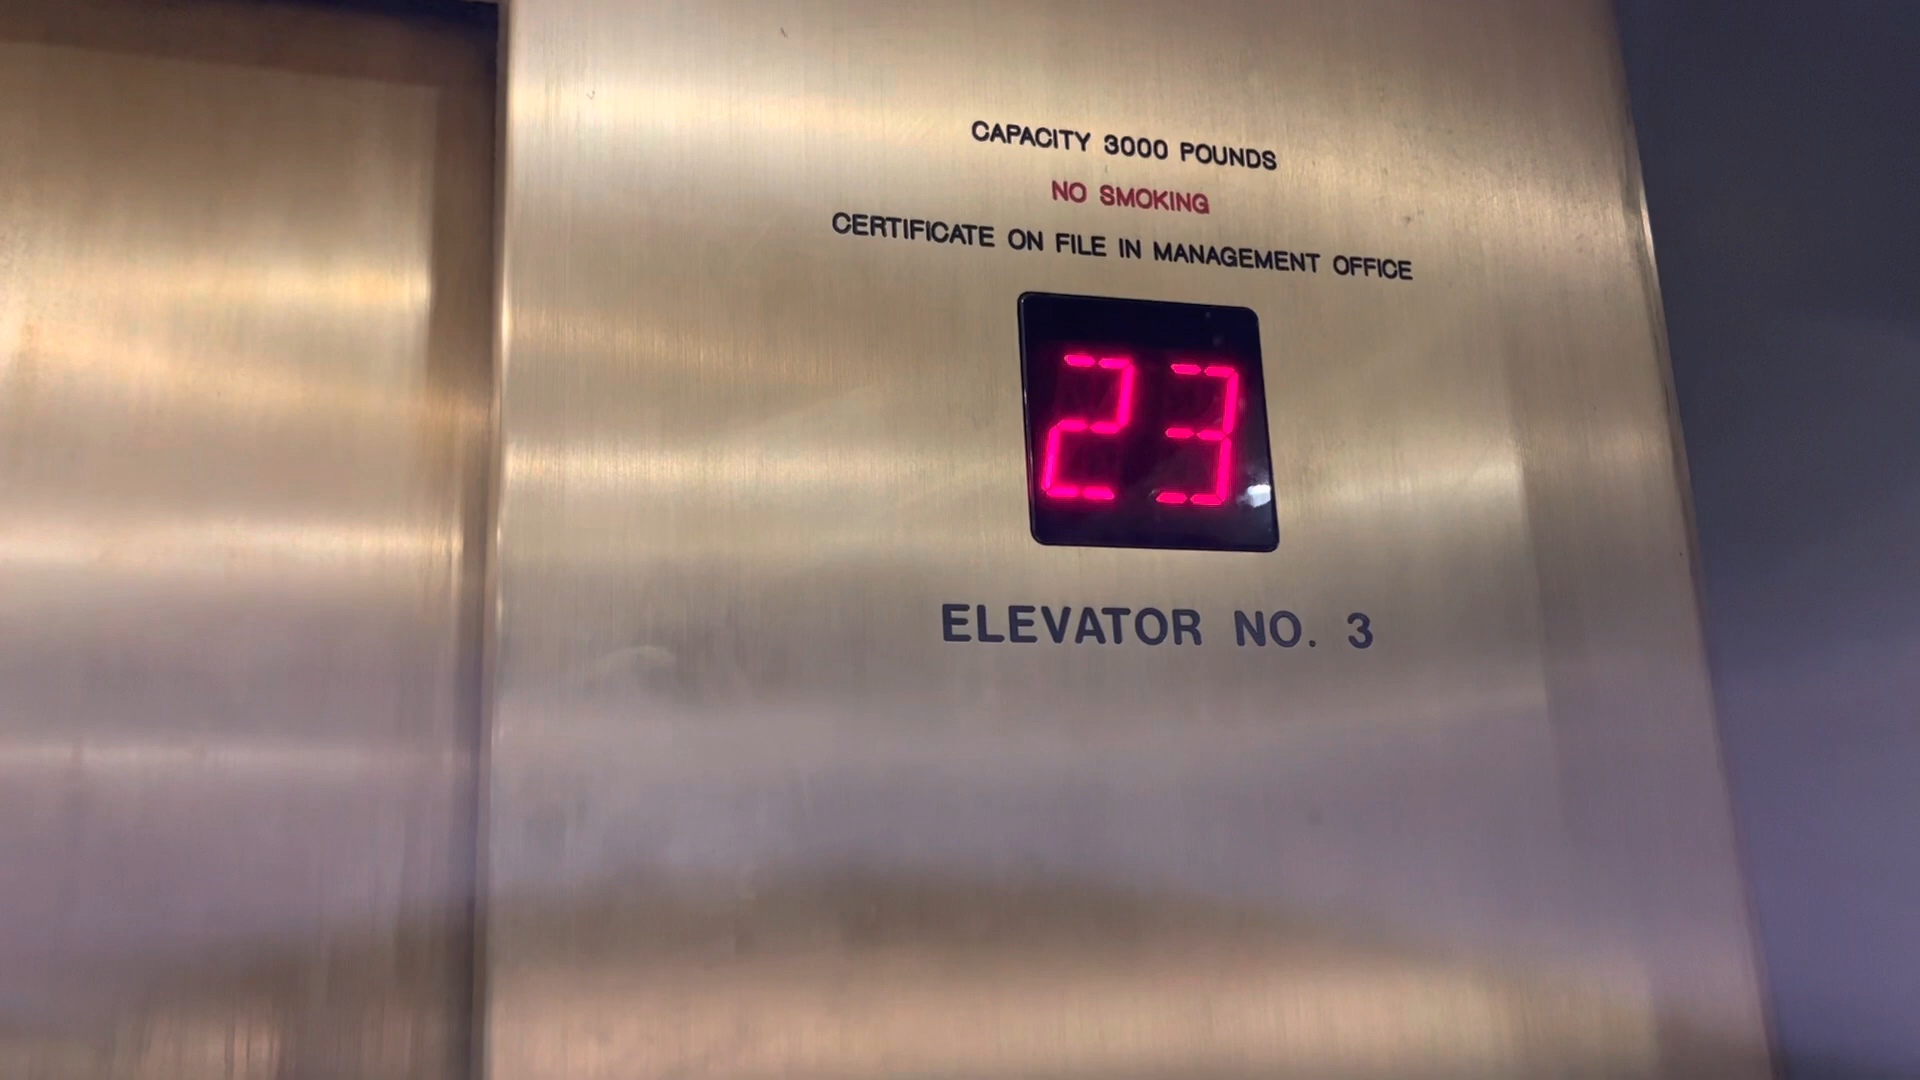 CAPACITY 3000 POUNDS
NO SMOKING
CERTIFICATE ON FILE IN MANAGEMENT OFFICE
23
ELEVATOR NO. 3